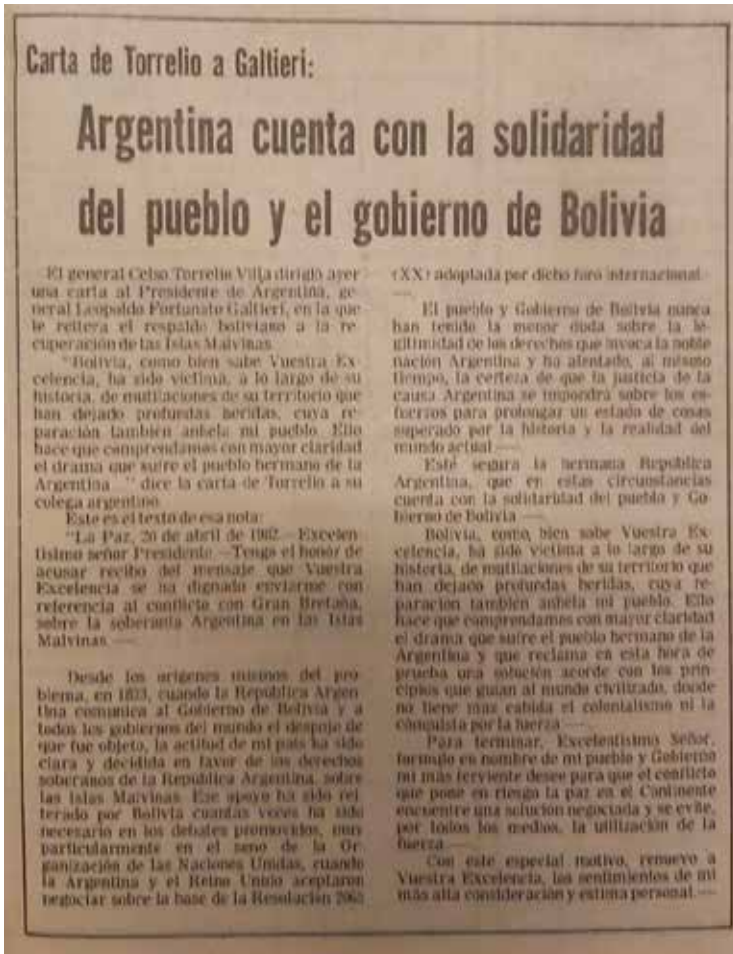 Carta de Torrelio a Galtieri:
Argentina cuenta con la solidaridad
del pueblo y el gobierno de Bolivia
El general Celso Torrelio Villa dirigió ayer
una carta al Presidente de Argentina, ge-
neral Leopoldo Fortunato Galtieri, en la que
le reitera el respaldo boliviano a la re-
cuperación de las Islas Malvinas.
"Bolivia, como bien sabe Vuestra Ex-
celencia, ha sido víctima, a lo largo de su
historia, de mutilaciones de su territorio que
han dejado profundas heridas, cuya re-
paración también anhela mi pueblo. Ello
hace que comprendamos con mayor claridad
el drama que sufre el pueblo hermano de la
Argentina..." dice la carta de Torrelio a su
colega argentino.
Este es el texto de esa nota:
"La Paz, 20 de abril de 1982.—Excelen-
tísimo señor Presidente.—Tengo el honor de
acusar recibo del mensaje que Vuestra
Excelencia se ha dignado enviarme con
referencia al conflicto con Gran Bretaña,
sobre la soberanía Argentina en las Islas
Malvinas.—
Desde los orígenes mismos del pro-
blema, en 1833, cuando la República Argen-
tina comunica al Gobierno de Bolivia y a
todos los gobiernos del mundo el despojo de
que fue objeto, la actitud de mi país ha sido
clara y decidida en favor de los derechos
soberanos de la República Argentina, sobre
las Islas Malvinas. Ese apoyo ha sido rei-
terado por Bolivia cuantas veces ha sido
necesario en los debates promovidos, muy
particularmente en el seno de la Or-
ganización de las Naciones Unidas, cuando
la Argentina y el Reino Unido aceptaron
negociar sobre la base de la Resolución 2065
(XX) adoptada por dicho foro internacional.
—
El pueblo y Gobierno de Bolivia nunca
han tenido la menor duda sobre la le-
gitimidad de los derechos que invoca la noble
nación Argentina y ha alentado, al mismo
tiempo, la certeza de que la justicia de la
causa Argentina se impondrá sobre los es-
fuerzos para prolongar un estado de cosas
superado por la historia y la realidad del
mundo actual.—
Esté segura la hermana República
Argentina, que en estas circunstancias
cuenta con la solidaridad del pueblo y Go-
bierno de Bolivia.—
Bolivia, como, bien sabe Vuestra Ex-
celencia, ha sido víctima a lo largo de su
historia, de mutilaciones de su territorio que
han dejado profundas heridas, cuya re-
paración también anhela mi pueblo. Ello
hace que comprendamos con mayor claridad
el drama que sufre el pueblo hermano de la
Argentina y que reclama en esta hora de
prueba una solución acorde con los prin-
cipios que guían al mundo civilizado, donde
no tiene más cabida el colonialismo ni la
conquista por la fuerza.—
Para terminar, Excelentísimo Señor,
formulo en nombre de mi pueblo y Gobierno
mi más ferviente deseo para que el conflicto
que pone en riesgo la paz en el Continente
encuentre una solución negociada y se evite,
por todos los medios, la utilización de la
fuerza.—
Con este especial motivo, renuevo a
Vuestra Excelencia, los sentimientos de mi
más alta consideración y estima personal.—